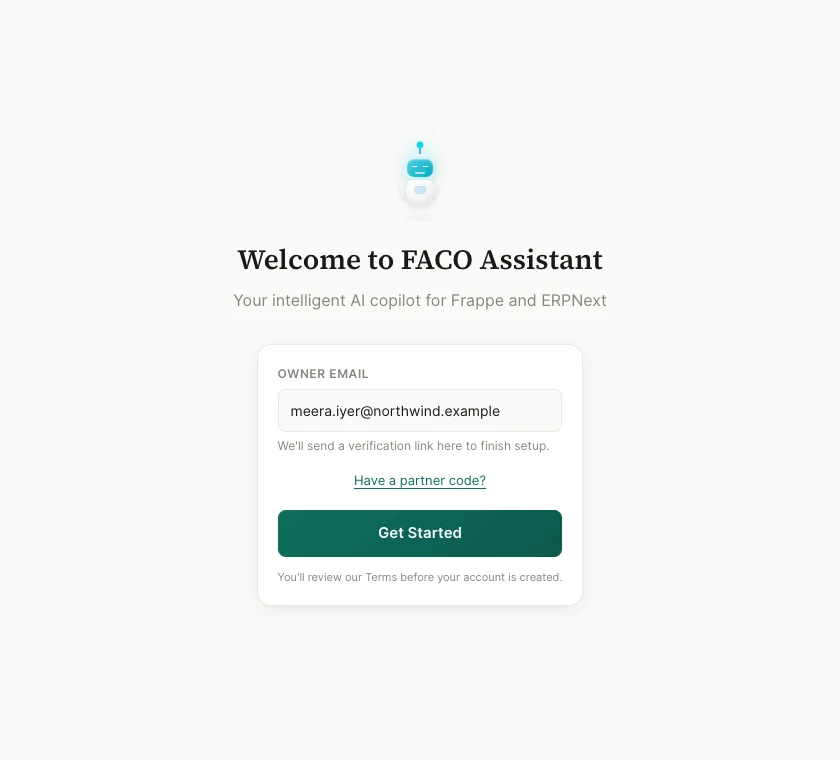 Welcome to FACO Assistant
Your intelligent AI copilot for Frappe and ERPNext
OWNER EMAIL
meera.iyer@northwind.example
We'll send a verification link here to finish setup.
Have a partner code?
Get Started
You'll review our Terms before your account is created.